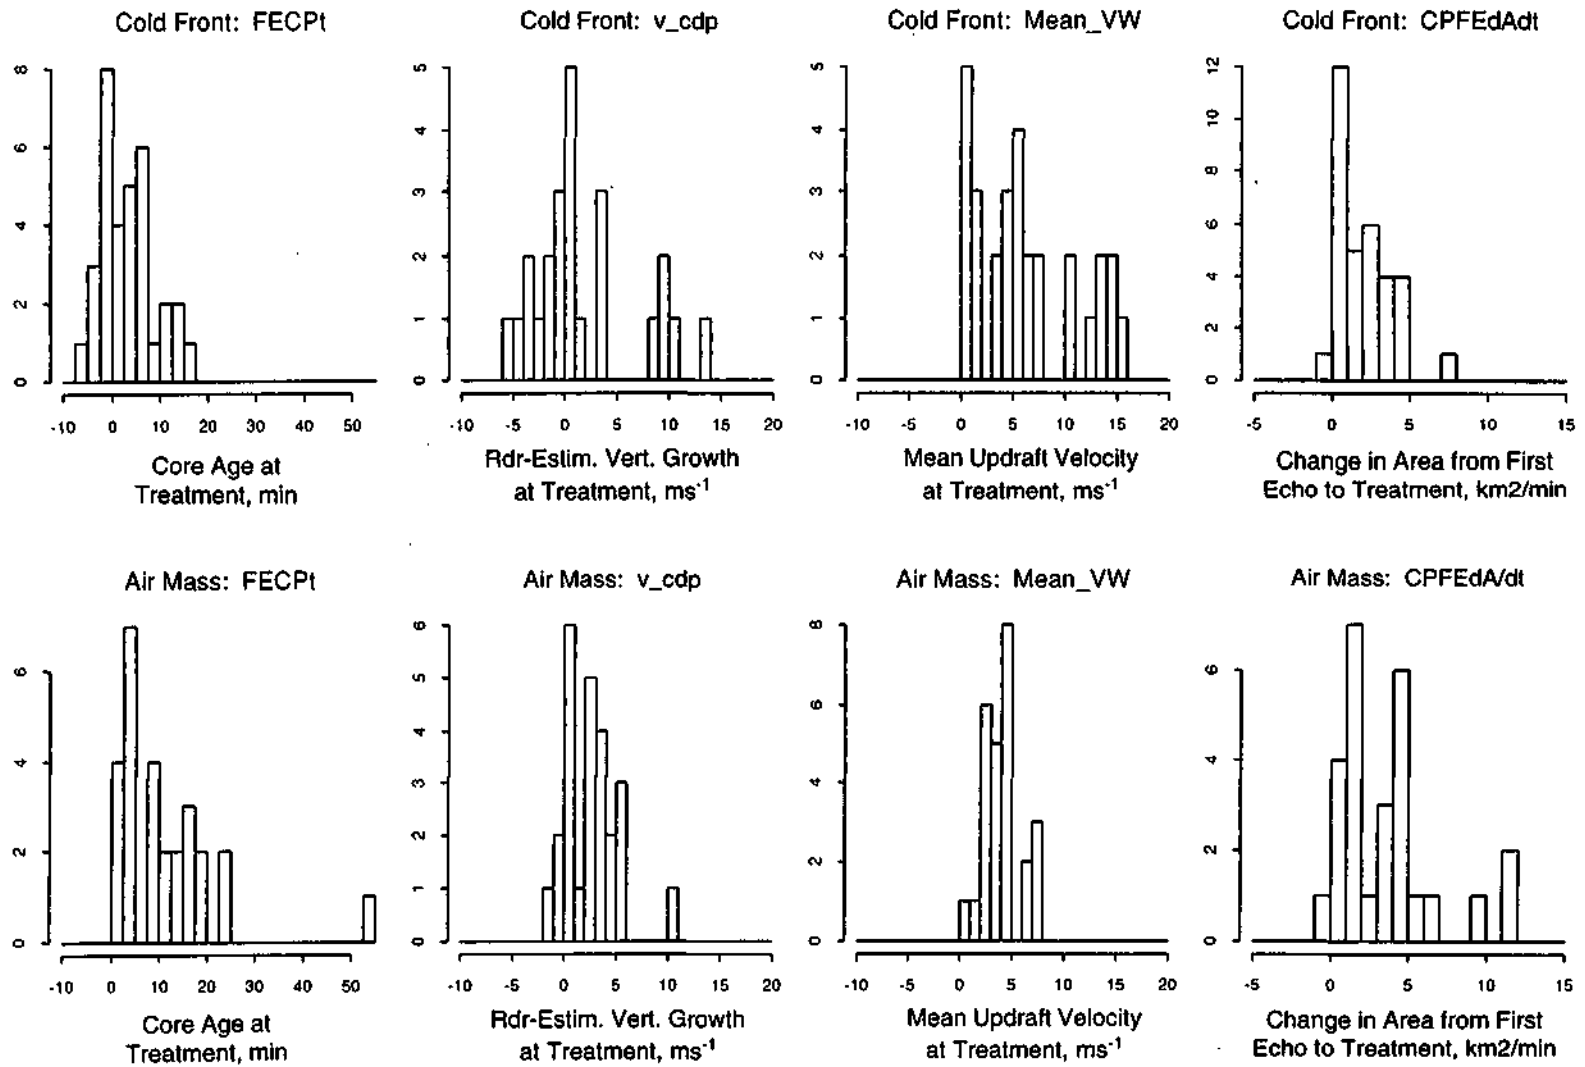 Cold Front: FECPt
Cold Front: v_cdp
Cold Front: Mean_VW
Cold Front: CPFEdAdt
0 2 4 6 8
0 1 2 3 4 5
0 1 2 3 4 5
0 2 4 6 8 10 12
-10 0 10 20 30 40 50
-10 -5 0 5 10 15 20
-10 -5 0 5 10 15 20
-5 0 5 10 15
Core Age at
Treatment, min
Rdr-Estim. Vert. Growth
at Treatment, ms-1
Mean Updraft Velocity
at Treatment, ms-1
Change in Area from First
Echo to Treatment, km2/min
Air Mass: FECPt
Air Mass: v_cdp
Air Mass: Mean_VW
Air Mass: CPFEdA/dt
0 2 4 6
0 1 2 3 4 5 6
0 2 4 6 8
0 2 4 6
-10 0 10 20 30 40 50
-10 -5 0 5 10 15 20
-10 -5 0 5 10 15 20
-5 0 5 10 15
Core Age at
Treatment, min
Rdr-Estim. Vert. Growth
at Treatment, ms-1
Mean Updraft Velocity
at Treatment, ms-1
Change in Area from First
Echo to Treatment, km2/min